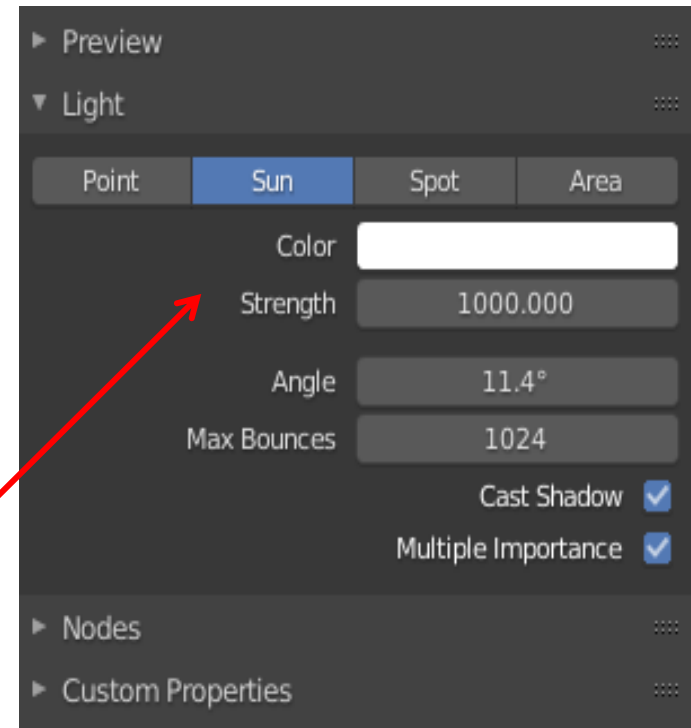 Preview
Light
Point Sun Spot Area
Color
Strength 1000.000
Angle 11.4°
Max Bounces 1024
Cast Shadow
Multiple Importance
Nodes
Custom Properties